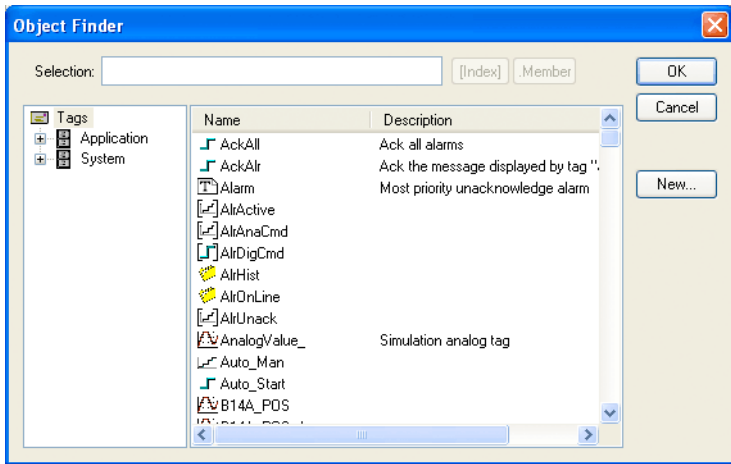 Object Finder
Selection: [Index] .Member OK
Cancel
New...
Tags
Application
System
Name Description
AckAll Ack all alarms
AckAlr Ack the message displayed by tag "
Alarm Most priority unacknowledge alarm
AlrActive
AlrAnaCmd
AlrDigCmd
AlrHist
AlrOnLine
AlrUnack
AnalogValue_ Simulation analog tag
Auto_Man
Auto_Start
B14A_POS